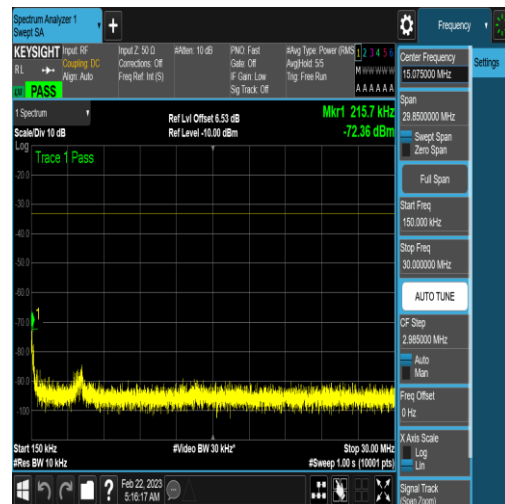 Spectrum Analyzer 1
Swept SA
Frequency
KEYSIGHT
RL
Input: RF
Coupling: DC
Align: Auto
Input Z: 50 Ω
Corrections: Off
Freq Ref: Int (S)
#Atten: 10 dB
PNO: Fast
Gate: Off
IF Gain: Low
Sig Track: Off
#Avg Type: Power (RMS
Avg|Hold: 5/5
Trig: Free Run
1 2 3 4 5 6
M W W W W W
A A A A A A
PASS
1 Spectrum
Scale/Div 10 dB
Ref Lvl Offset 6.53 dB
Ref Level -10.00 dBm
Mkr1 215.7 kHz
-72.36 dBm
Log
Trace 1 Pass
-20.0
-30.0
-40.0
-50.0
-60.0
-70.0
-80.0
-90.0
-100
1
Start 150 kHz
#Res BW 10 kHz
#Video BW 30 kHz*
Stop 30.00 MHz
#Sweep 1.00 s (10001 pts)
Feb 22, 2023
5:16:17 AM
Center Frequency
15.075000 MHz
Settings
Span
29.8500000 MHz
Swept Span
Zero Span
Full Span
Start Freq
150.000 kHz
Stop Freq
30.000000 MHz
AUTO TUNE
CF Step
2.985000 MHz
Auto
Man
Freq Offset
0 Hz
X Axis Scale
Log
Lin
Signal Track
(Span Zoom)